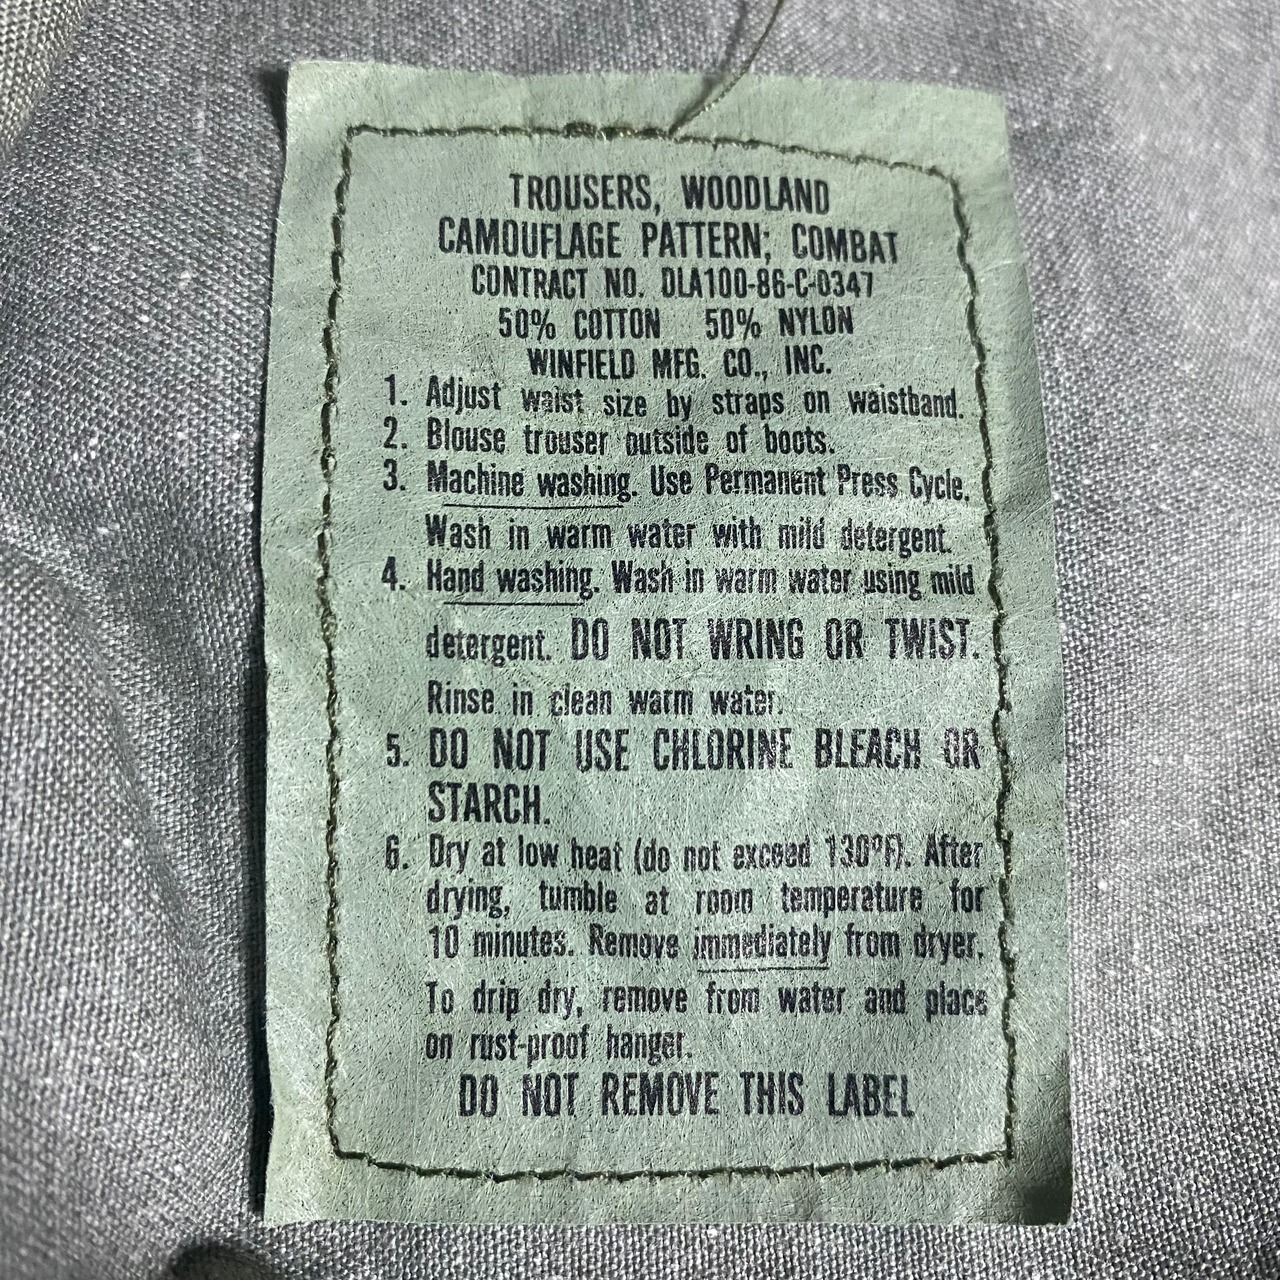 TROUSERS, WOODLAND
CAMOUFLAGE PATTERN; COMBAT
CONTRACT NO. DLA100-86-C-0347
50% COTTON 50% NYLON
WINFIELD MFG. CO., INC.
1. Adjust waist size by straps on waistband.
2. Blouse trouser outside of boots.
3. Machine washing. Use Permanent Press Cycle.
Wash in warm water with mild detergent.
4. Hand washing. Wash in warm water using mild
detergent. DO NOT WRING OR TWIST.
Rinse in clean warm water.
5. DO NOT USE CHLORINE BLEACH OR
STARCH.
6. Dry at low heat (do not exceed 130°F). After
drying, tumble at room temperature for
10 minutes. Remove immediately from dryer.
To drip dry, remove from water and place
on rust-proof hanger.
DO NOT REMOVE THIS LABEL